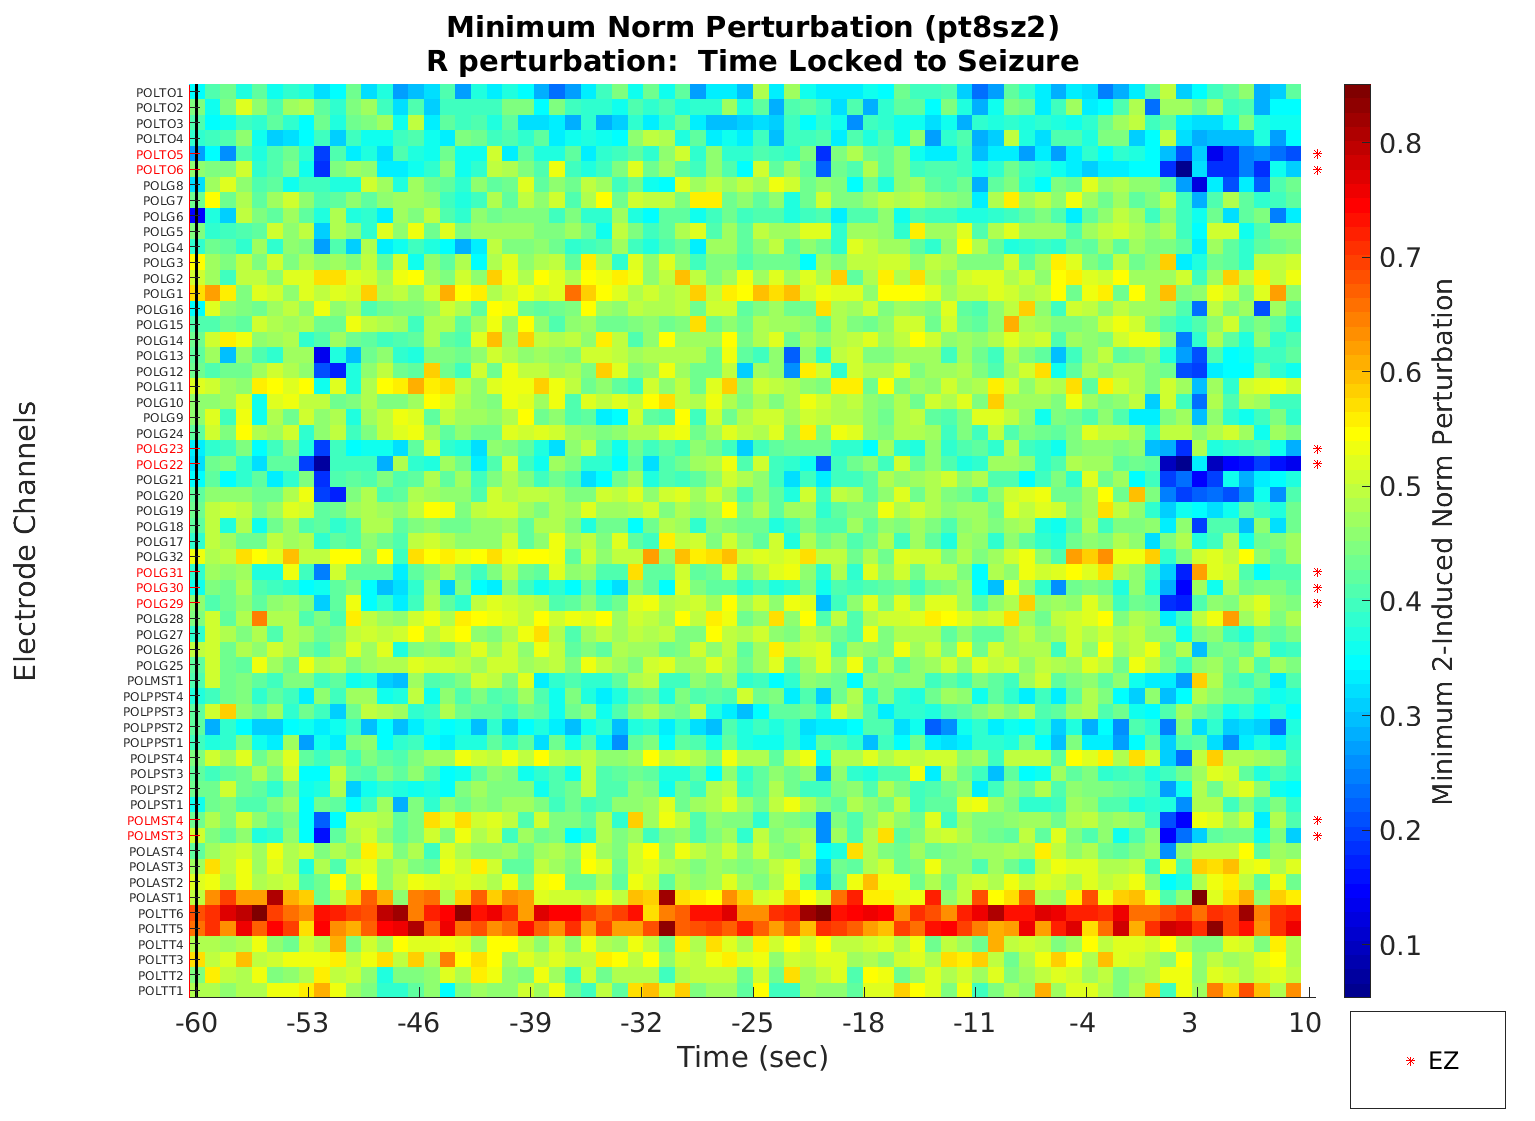 Minimum Norm Perturbation (pt8sz2)
R perturbation:  Time Locked to Seizure
POLTO1
POLTO2
POLTO3
POLTO4
POLTO5
POLTO6
POLG8
POLG7
POLG6
POLG5
POLG4
POLG3
POLG2
POLG1
POLG16
POLG15
POLG14
POLG13
POLG12
POLG11
POLG10
POLG9
POLG24
POLG23
POLG22
POLG21
POLG20
POLG19
POLG18
POLG17
POLG32
POLG31
POLG30
POLG29
POLG28
POLG27
POLG26
POLG25
POLMST1
POLPPST4
POLPPST3
POLPPST2
POLPPST1
POLPST4
POLPST3
POLPST2
POLPST1
POLMST4
POLMST3
POLAST4
POLAST3
POLAST2
POLAST1
POLTT6
POLTT5
POLTT4
POLTT3
POLTT2
POLTT1
Electrode Channels
-60 -53 -46 -39 -32 -25 -18 -11 -4 3 10
Time (sec)
0.8
0.7
0.6
0.5
0.4
0.3
0.2
0.1
Minimum 2-Induced Norm Perturbation
* EZ